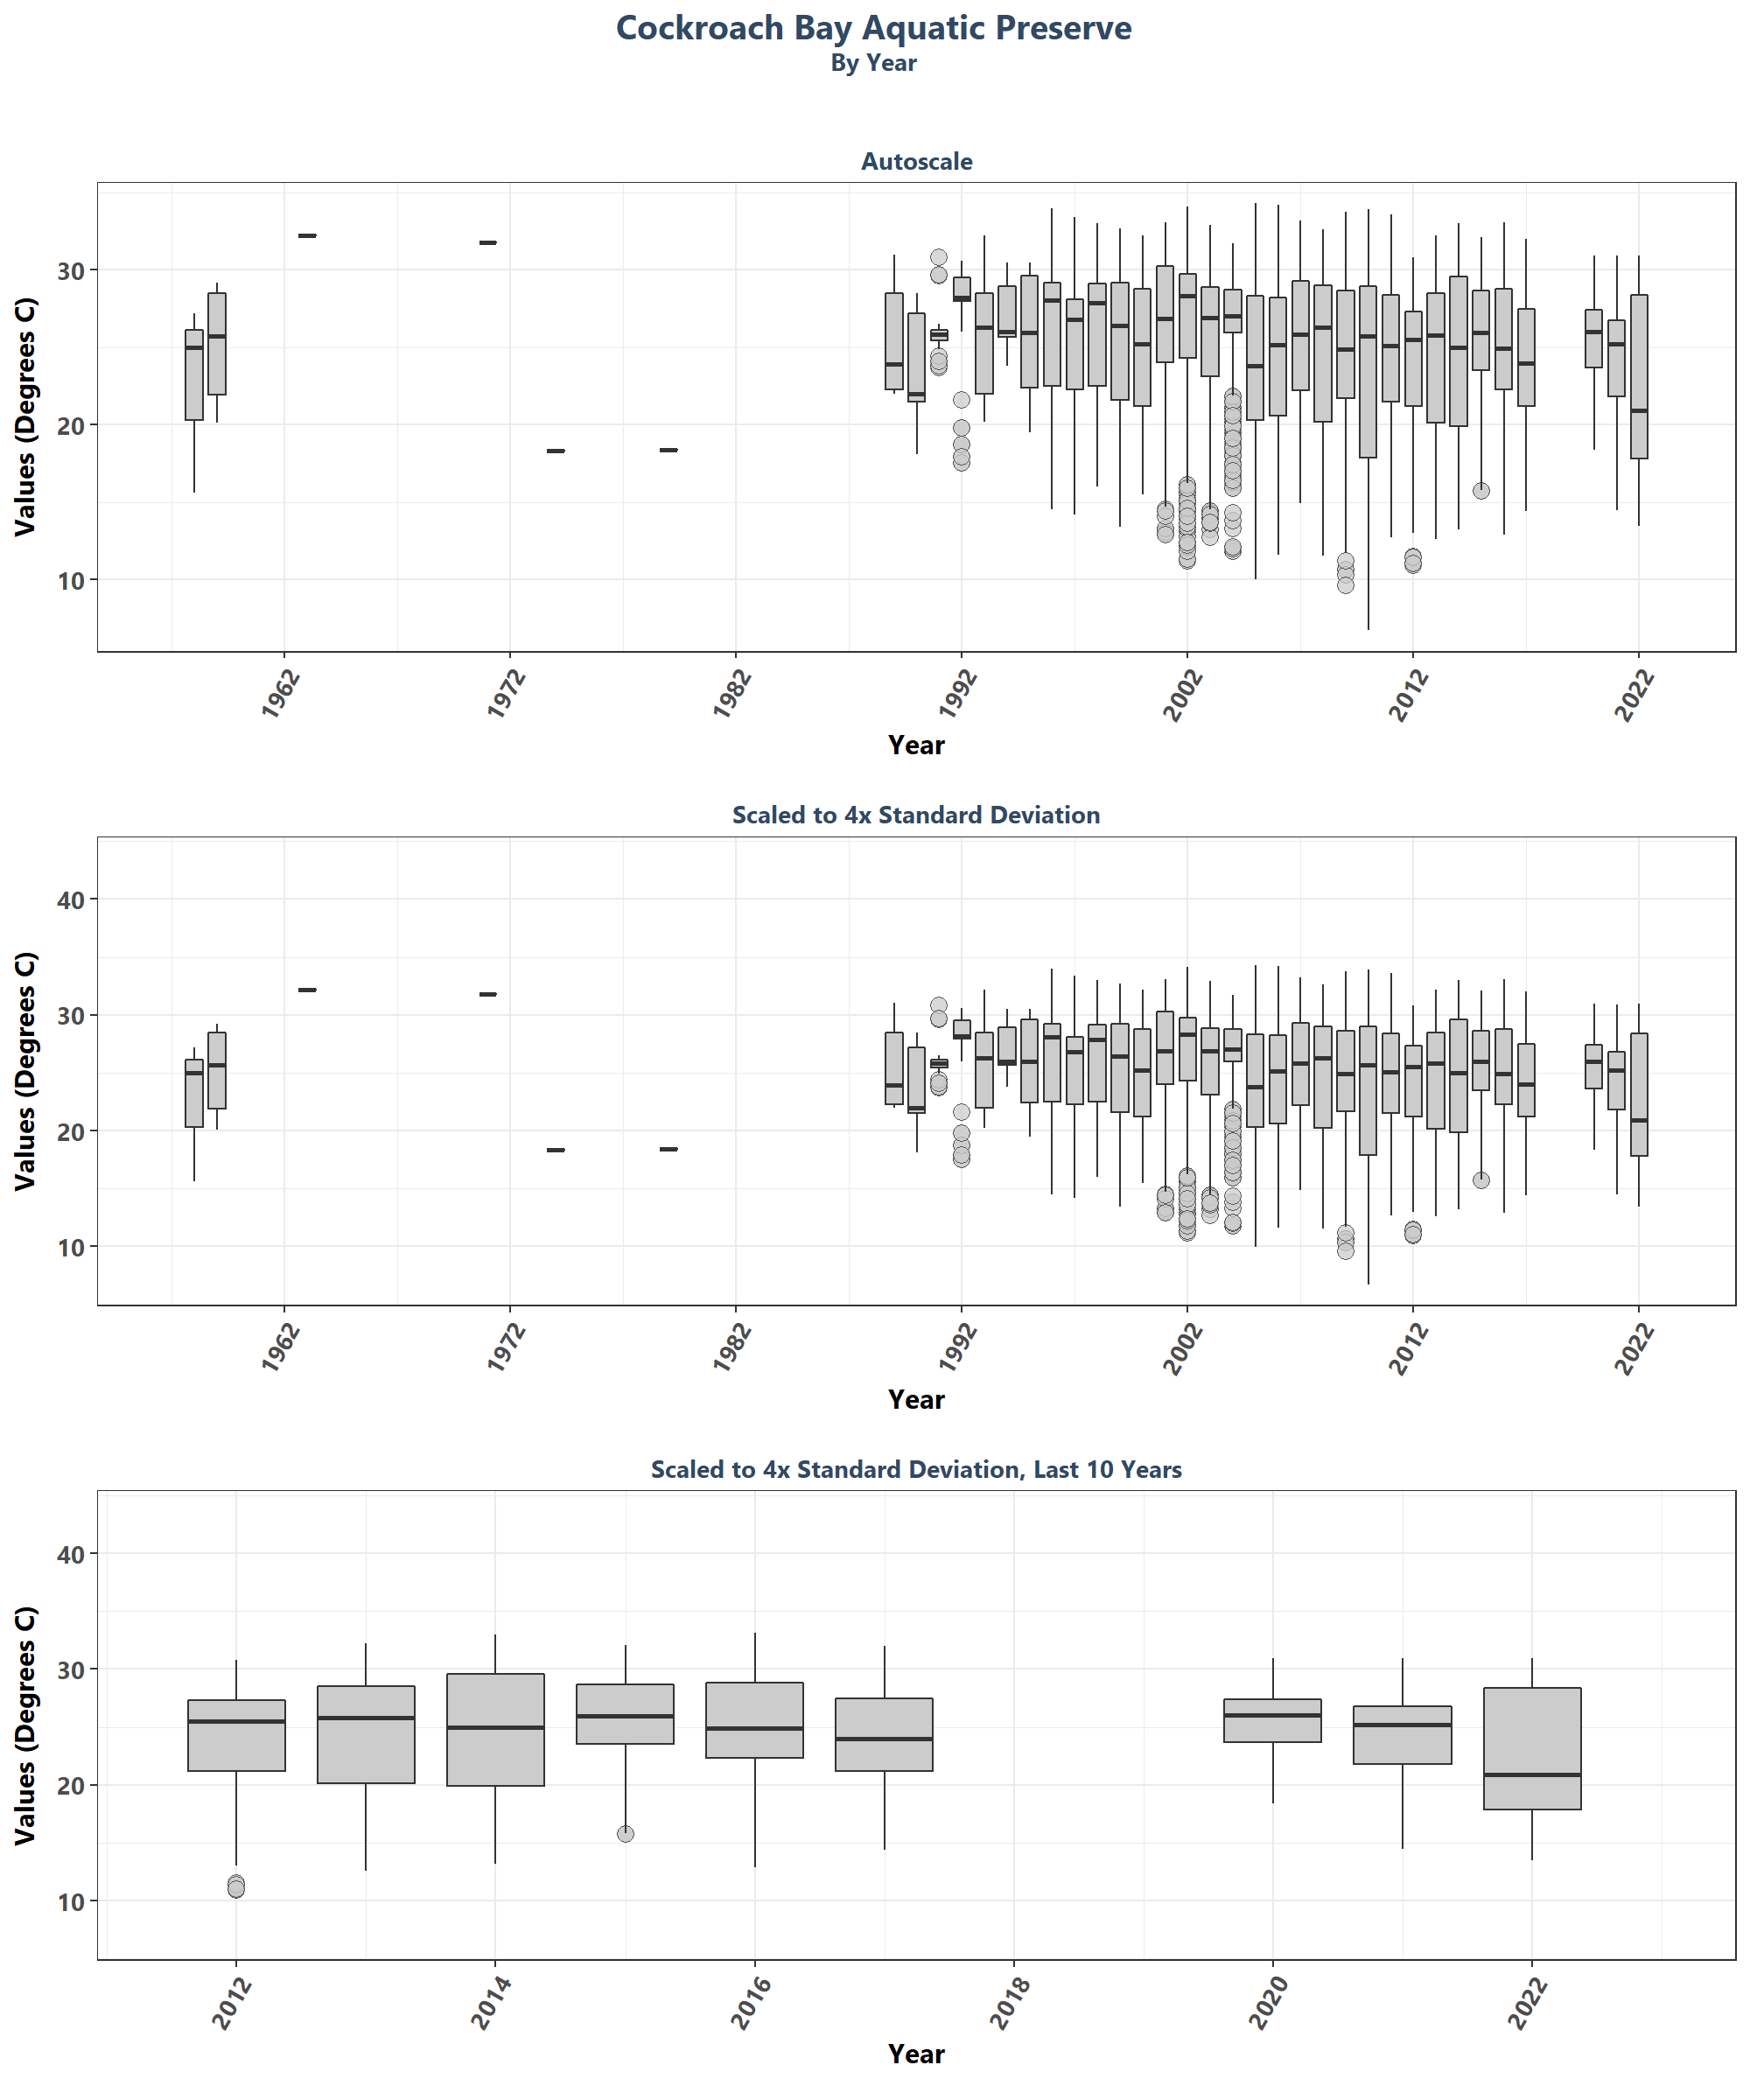 Cockroach Bay Aquatic Preserve
By Year
Autoscale
Values (Degrees C)
30
20
10
1962 1972 1982 1992 2002 2012 2022
Year
Scaled to 4x Standard Deviation
Values (Degrees C)
40
30
20
10
1962 1972 1982 1992 2002 2012 2022
Year
Scaled to 4x Standard Deviation, Last 10 Years
Values (Degrees C)
40
30
20
10
2012 2014 2016 2018 2020 2022
Year